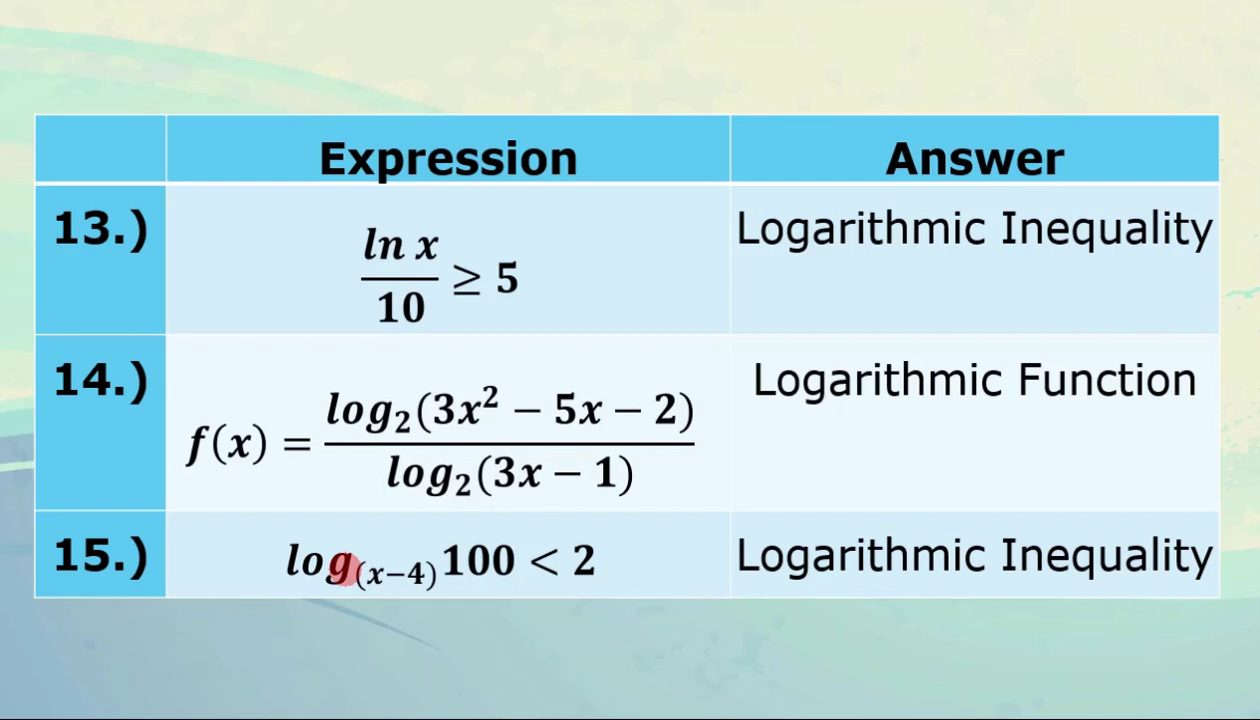 Expression Answer
13.) ln x / 10 ≥ 5 Logarithmic Inequality
14.) f(x) = log₂(3x² − 5x − 2) / log₂(3x − 1) Logarithmic Function
15.) log₍ₓ₋₄₎100 < 2 Logarithmic Inequality